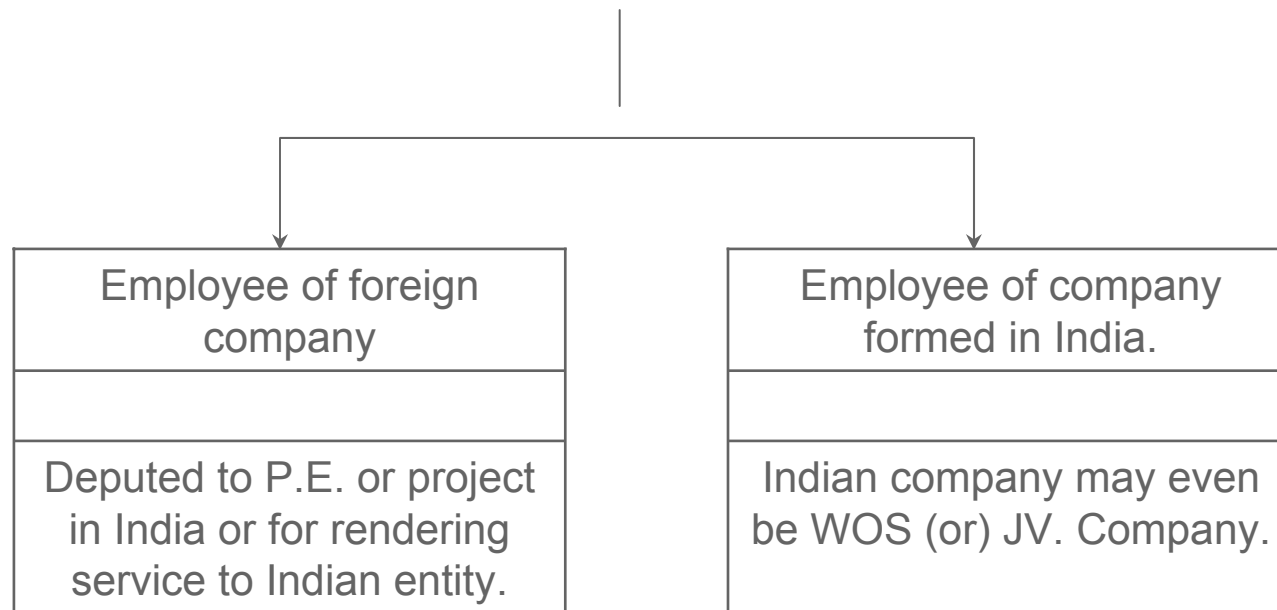 Employee of foreign
company
Deputed to P.E. or project
in India or for rendering
service to Indian entity.
Employee of company
formed in India.
Indian company may even
be WOS (or) JV. Company.